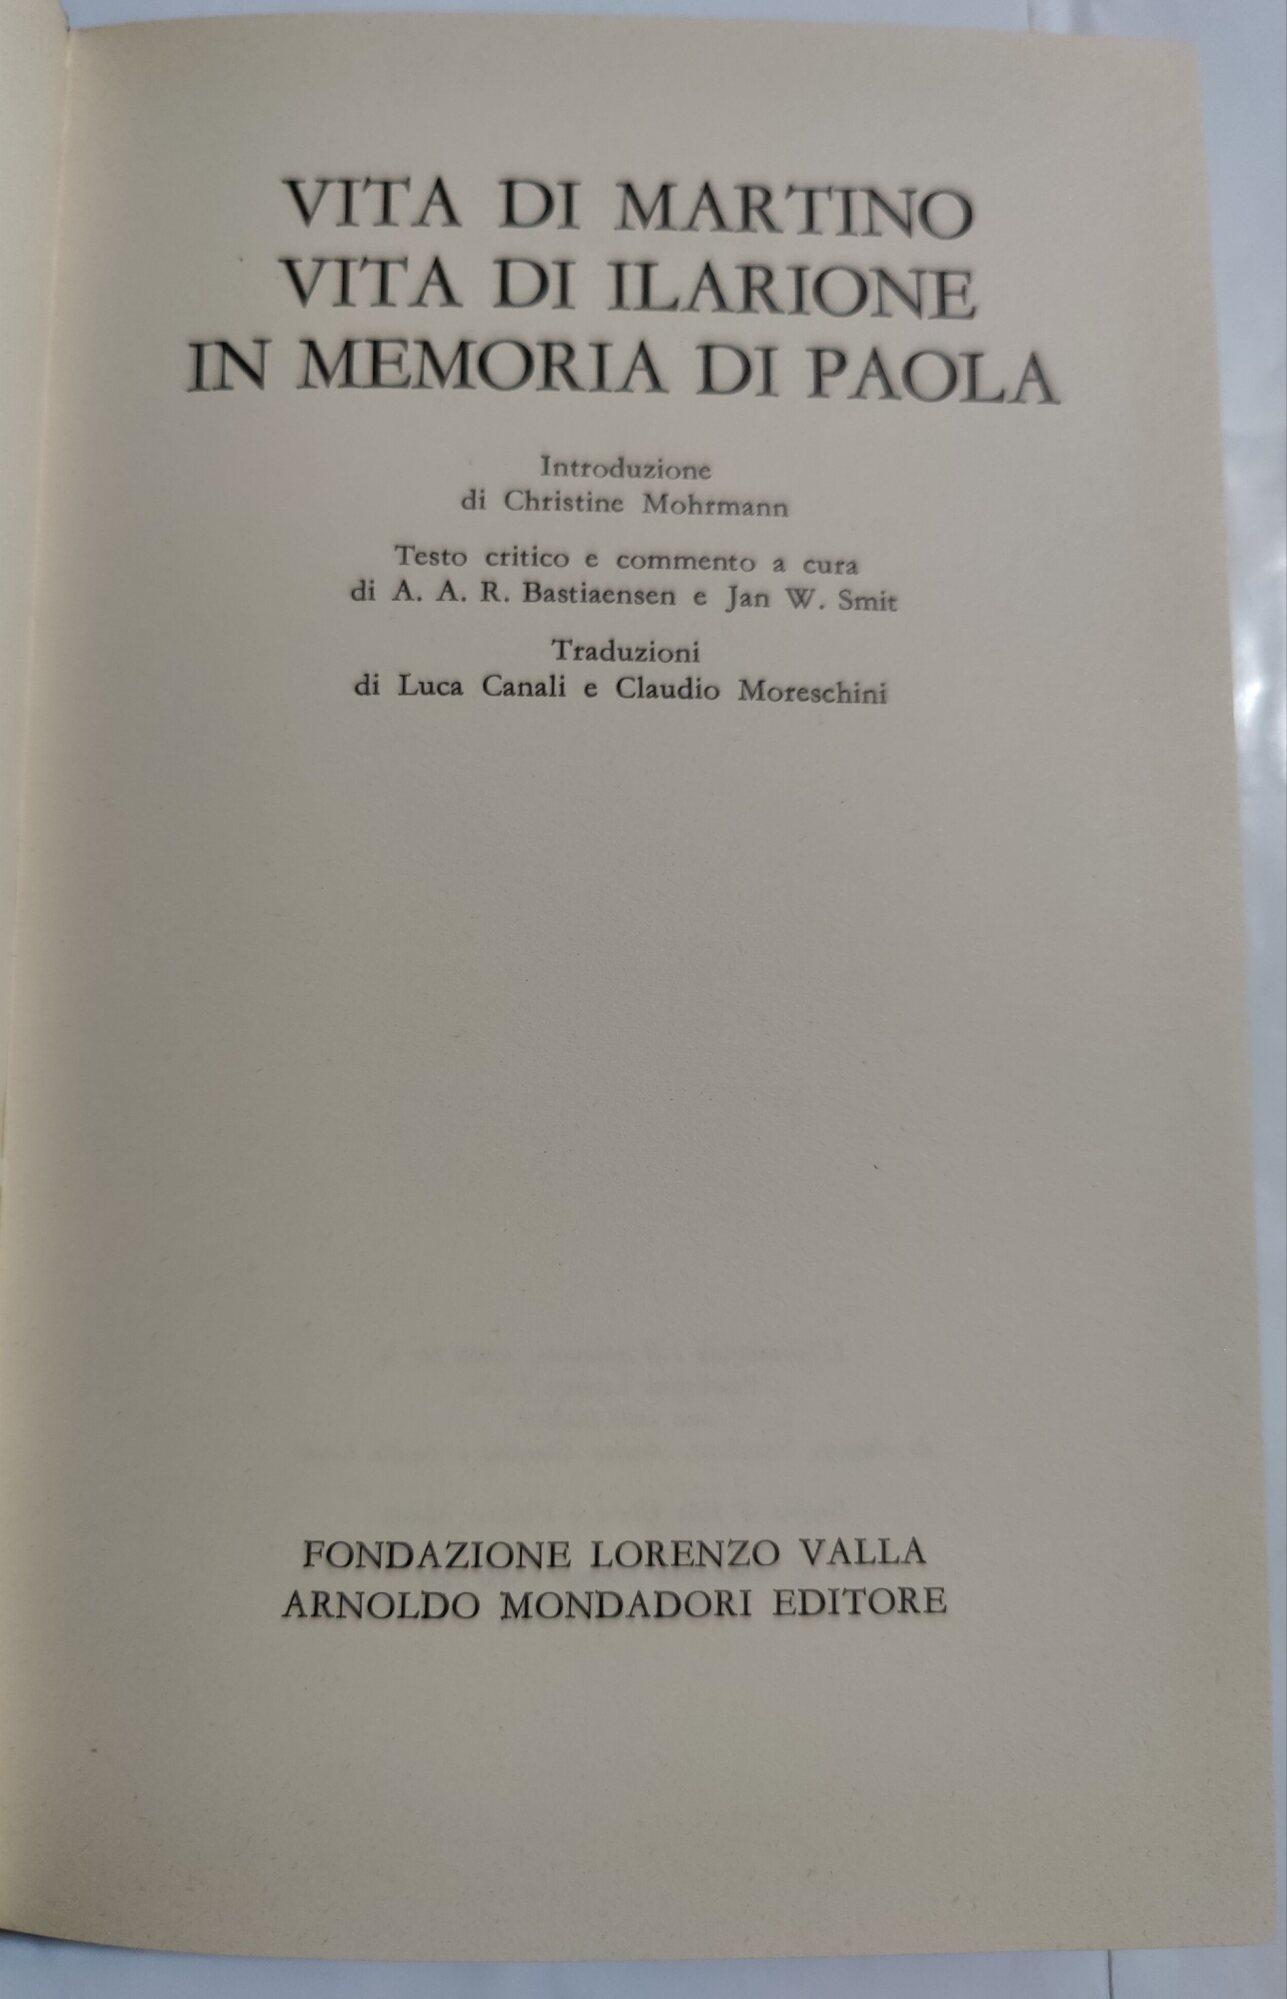 VITA DI MARTINO
VITA DI ILARIONE
IN MEMORIA DI PAOLA
Introduzione
di Christine Mohrmann
Testo critico e commento a cura
di A. A. R. Bastiaensen e Jan W. Smit
Traduzioni
di Luca Canali e Claudio Moreschini
FONDAZIONE LORENZO VALLA
ARNOLDO MONDADORI EDITORE